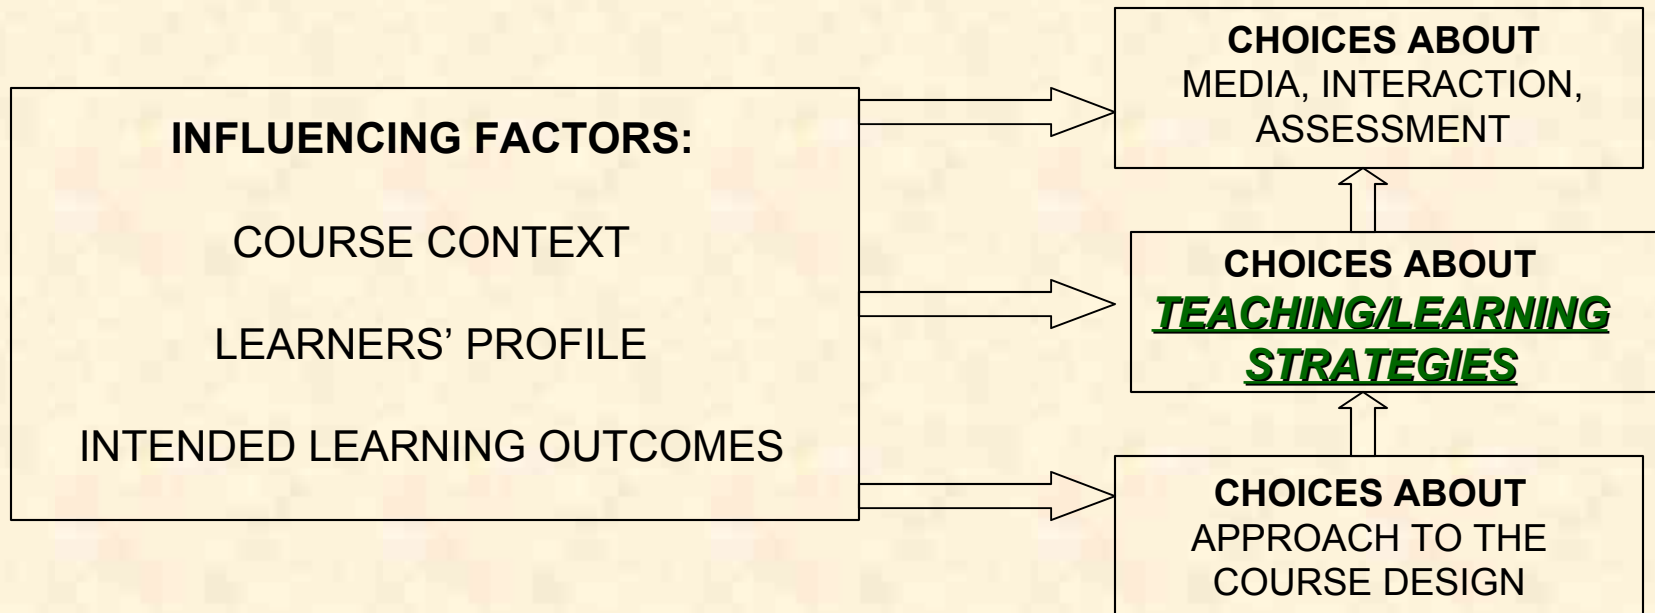 INFLUENCING FACTORS:
COURSE CONTEXT
LEARNERS’ PROFILE
INTENDED LEARNING OUTCOMES
CHOICES ABOUT
MEDIA, INTERACTION,
ASSESSMENT
CHOICES ABOUT
TEACHING/LEARNING
STRATEGIES
CHOICES ABOUT
APPROACH TO THE
COURSE DESIGN